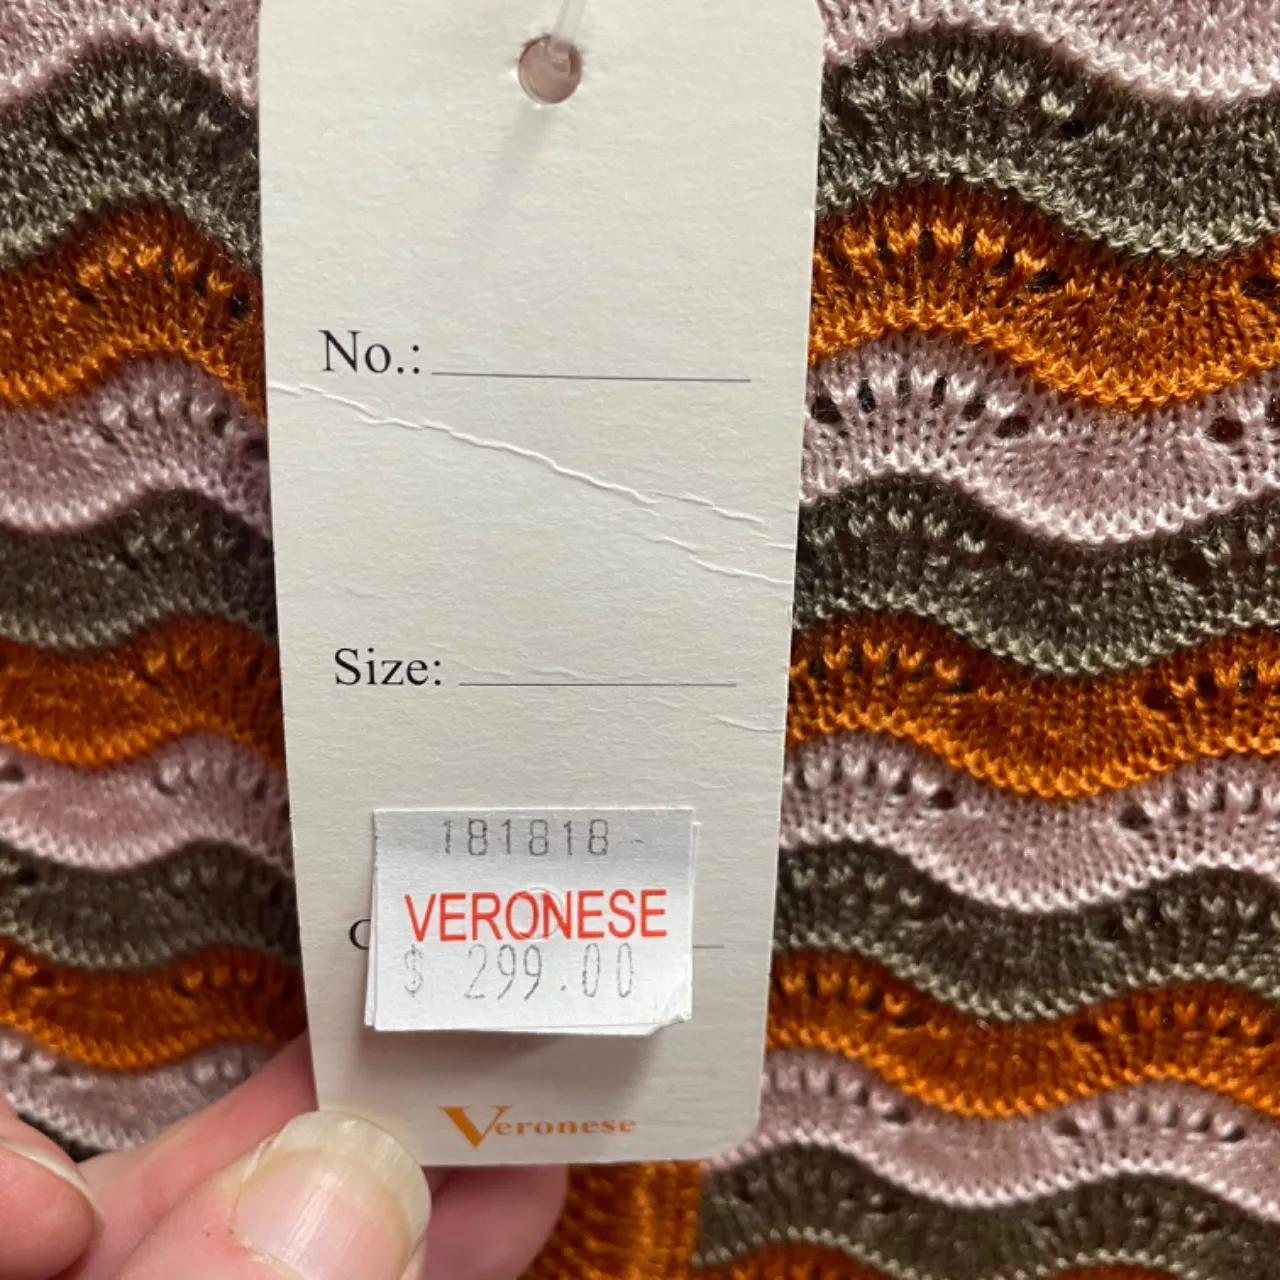 No.:
Size:
181818
VERONESE
$ 299.00
Veronese